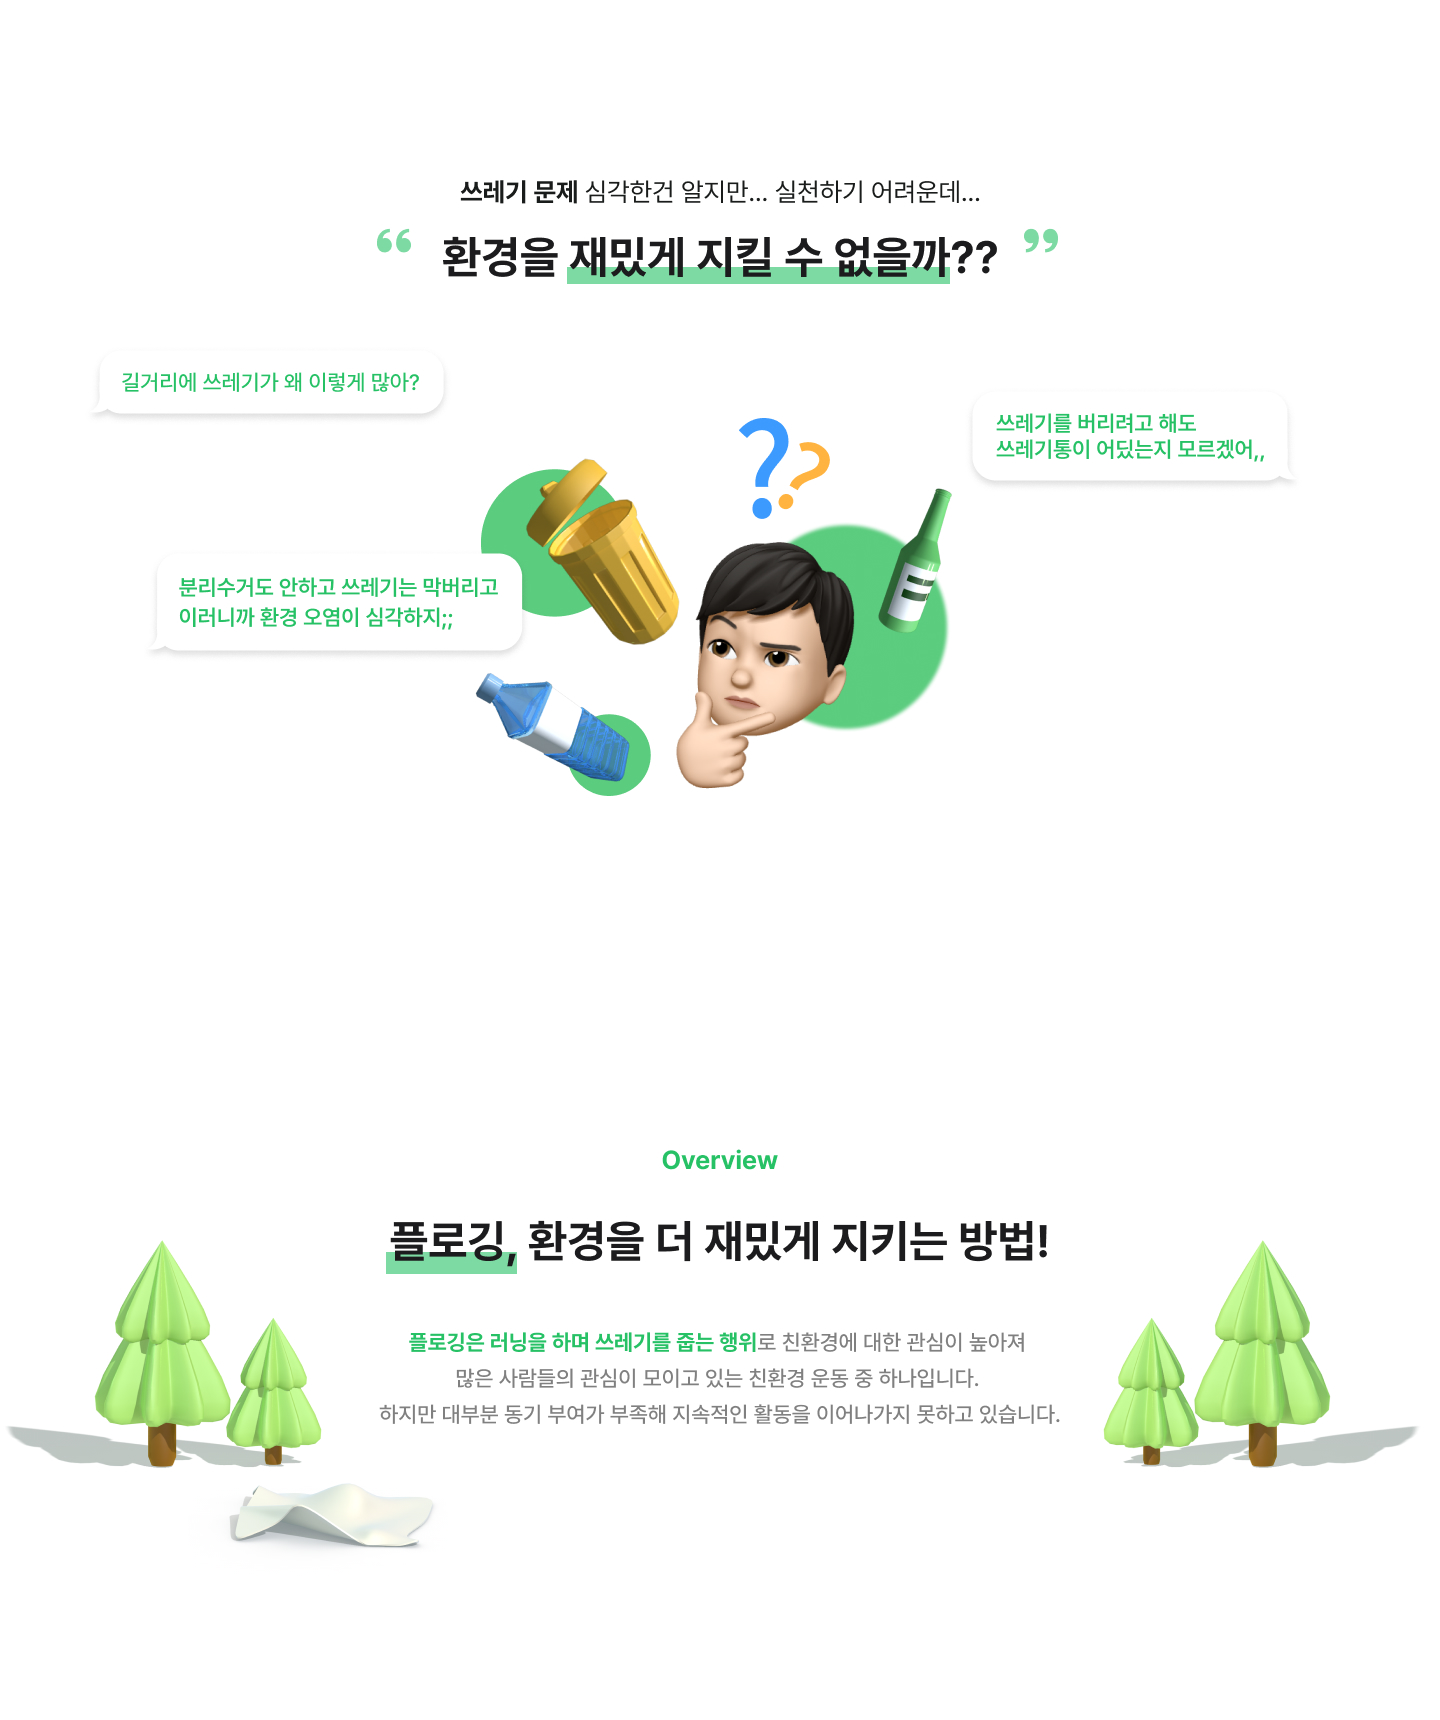 쓰레기 문제 심각한건 알지만... 실천하기 어려운데...
“ 환경을 재밌게 지킬 수 없을까?? ”
길거리에 쓰레기가 왜 이렇게 많아?
쓰레기를 버리려고 해도
쓰레기통이 어딨는지 모르겠어,,
??
분리수거도 안하고 쓰레기는 막버리고
이러니까 환경 오염이 심각하지;;
Overview
플로깅, 환경을 더 재밌게 지키는 방법!
플로깅은 러닝을 하며 쓰레기를 줍는 행위로 친환경에 대한 관심이 높아져
많은 사람들의 관심이 모이고 있는 친환경 운동 중 하나입니다.
하지만 대부분 동기 부여가 부족해 지속적인 활동을 이어나가지 못하고 있습니다.